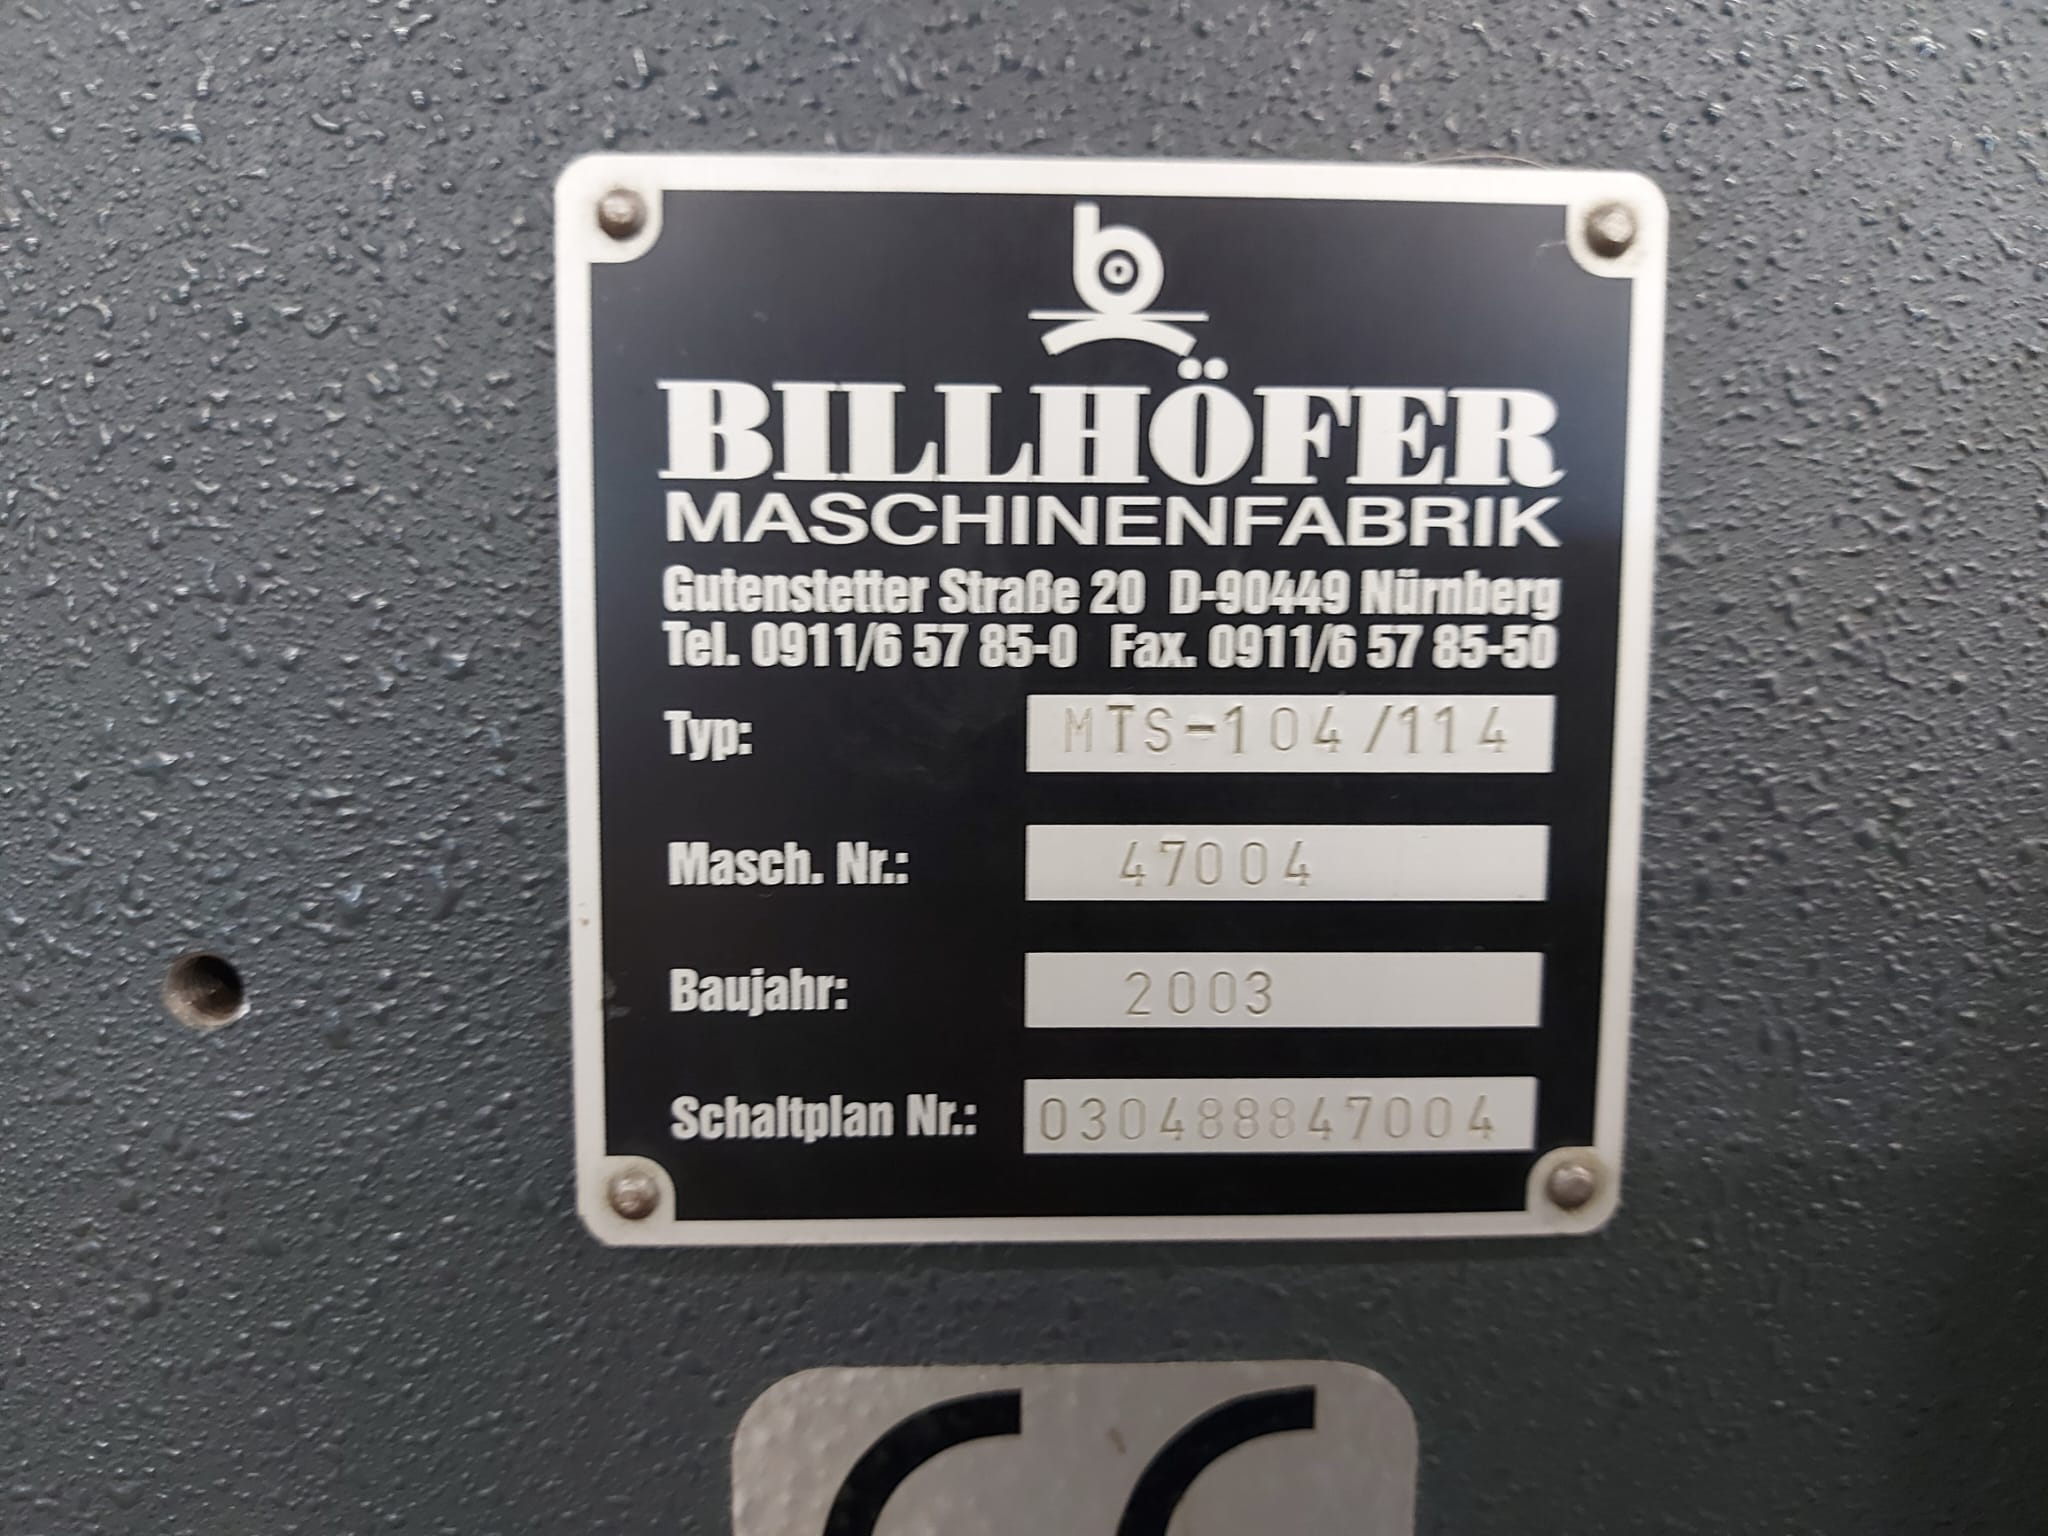 BILLHÖFER
MASCHINENFABRIK
Gutenstetter Straße 20 D-90449 Nürnberg
Tel. 0911/6 57 85-0 Fax. 0911/6 57 85-50
Typ: MTS-104/114
Masch. Nr.: 47004
Baujahr: 2003
Schaltplan Nr.: 030488847004
CE